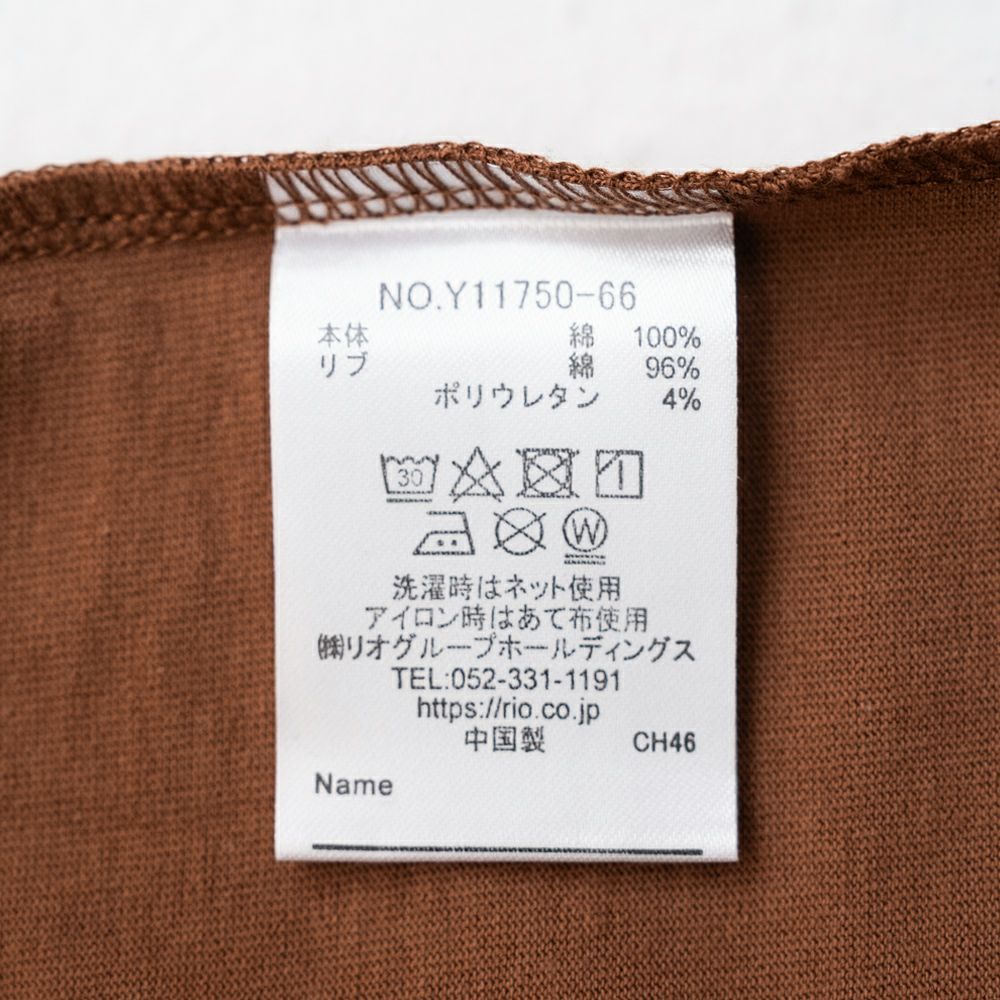 NO.Y11750-66
本体 綿 100%
リブ 綿 96%
ポリウレタン 4%
30
W
洗濯時はネット使用
アイロン時はあて布使用
㈱リオグループホールディングス
TEL:052-331-1191
https://rio.co.jp
中国製 CH46
Name